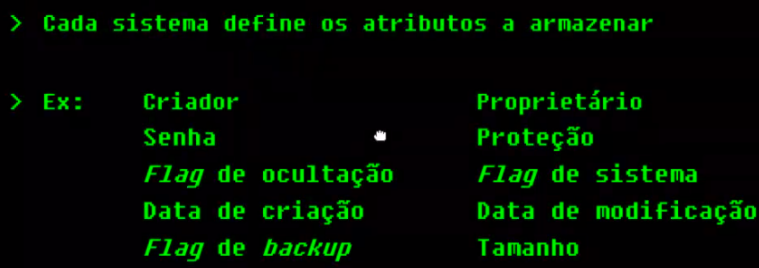 > Cada sistema define os atributos a armazenar
> Ex: Criador Proprietário
Senha Proteção
Flag de ocultação Flag de sistema
Data de criação Data de modificação
Flag de backup Tamanho